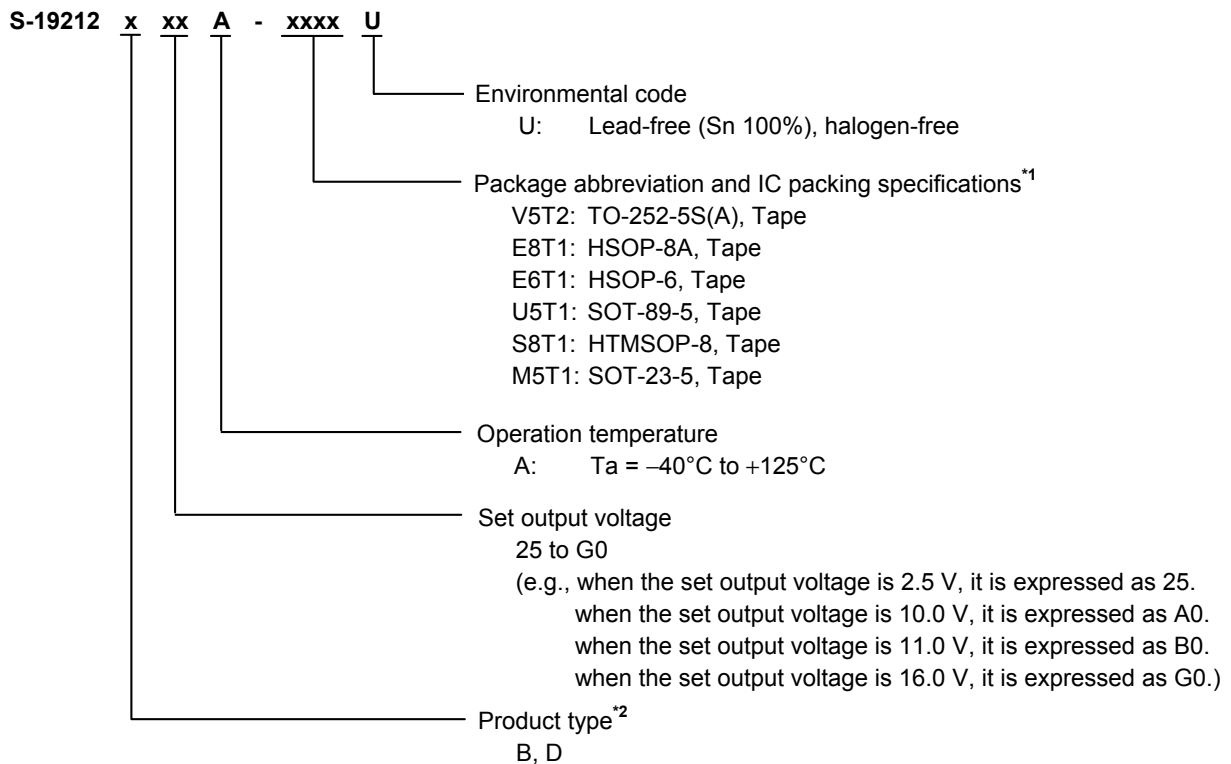 S-19212 x xx A - xxxx U
Environmental code
U: Lead-free (Sn 100%), halogen-free
Package abbreviation and IC packing specifications*1
V5T2: TO-252-5S(A), Tape
E8T1: HSOP-8A, Tape
E6T1: HSOP-6, Tape
U5T1: SOT-89-5, Tape
S8T1: HTMSOP-8, Tape
M5T1: SOT-23-5, Tape
Operation temperature
A: Ta = −40°C to +125°C
Set output voltage
25 to G0
(e.g., when the set output voltage is 2.5 V, it is expressed as 25.
when the set output voltage is 10.0 V, it is expressed as A0.
when the set output voltage is 11.0 V, it is expressed as B0.
when the set output voltage is 16.0 V, it is expressed as G0.)
Product type*2
B, D